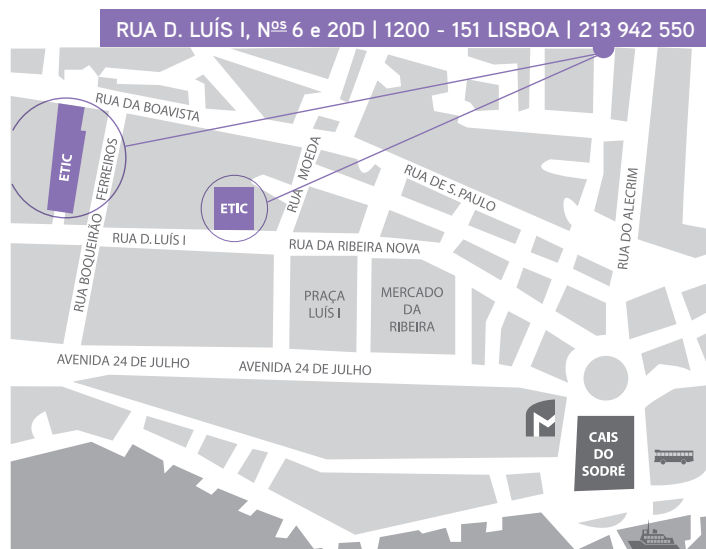 RUA D. LUÍS I, Nºˢ 6 e 20D | 1200 - 151 LISBOA | 213 942 550
RUA DA BOAVISTA
ETIC
RUA BOQUEIRÃO FERREIROS
RUA MOEDA
RUA DE S. PAULO
RUA DO ALECRIM
ETIC
RUA D. LUÍS I
RUA DA RIBEIRA NOVA
PRAÇA
LUÍS I
MERCADO
DA
RIBEIRA
AVENIDA 24 DE JULHO
AVENIDA 24 DE JULHO
M
CAIS
DO
SODRÉ